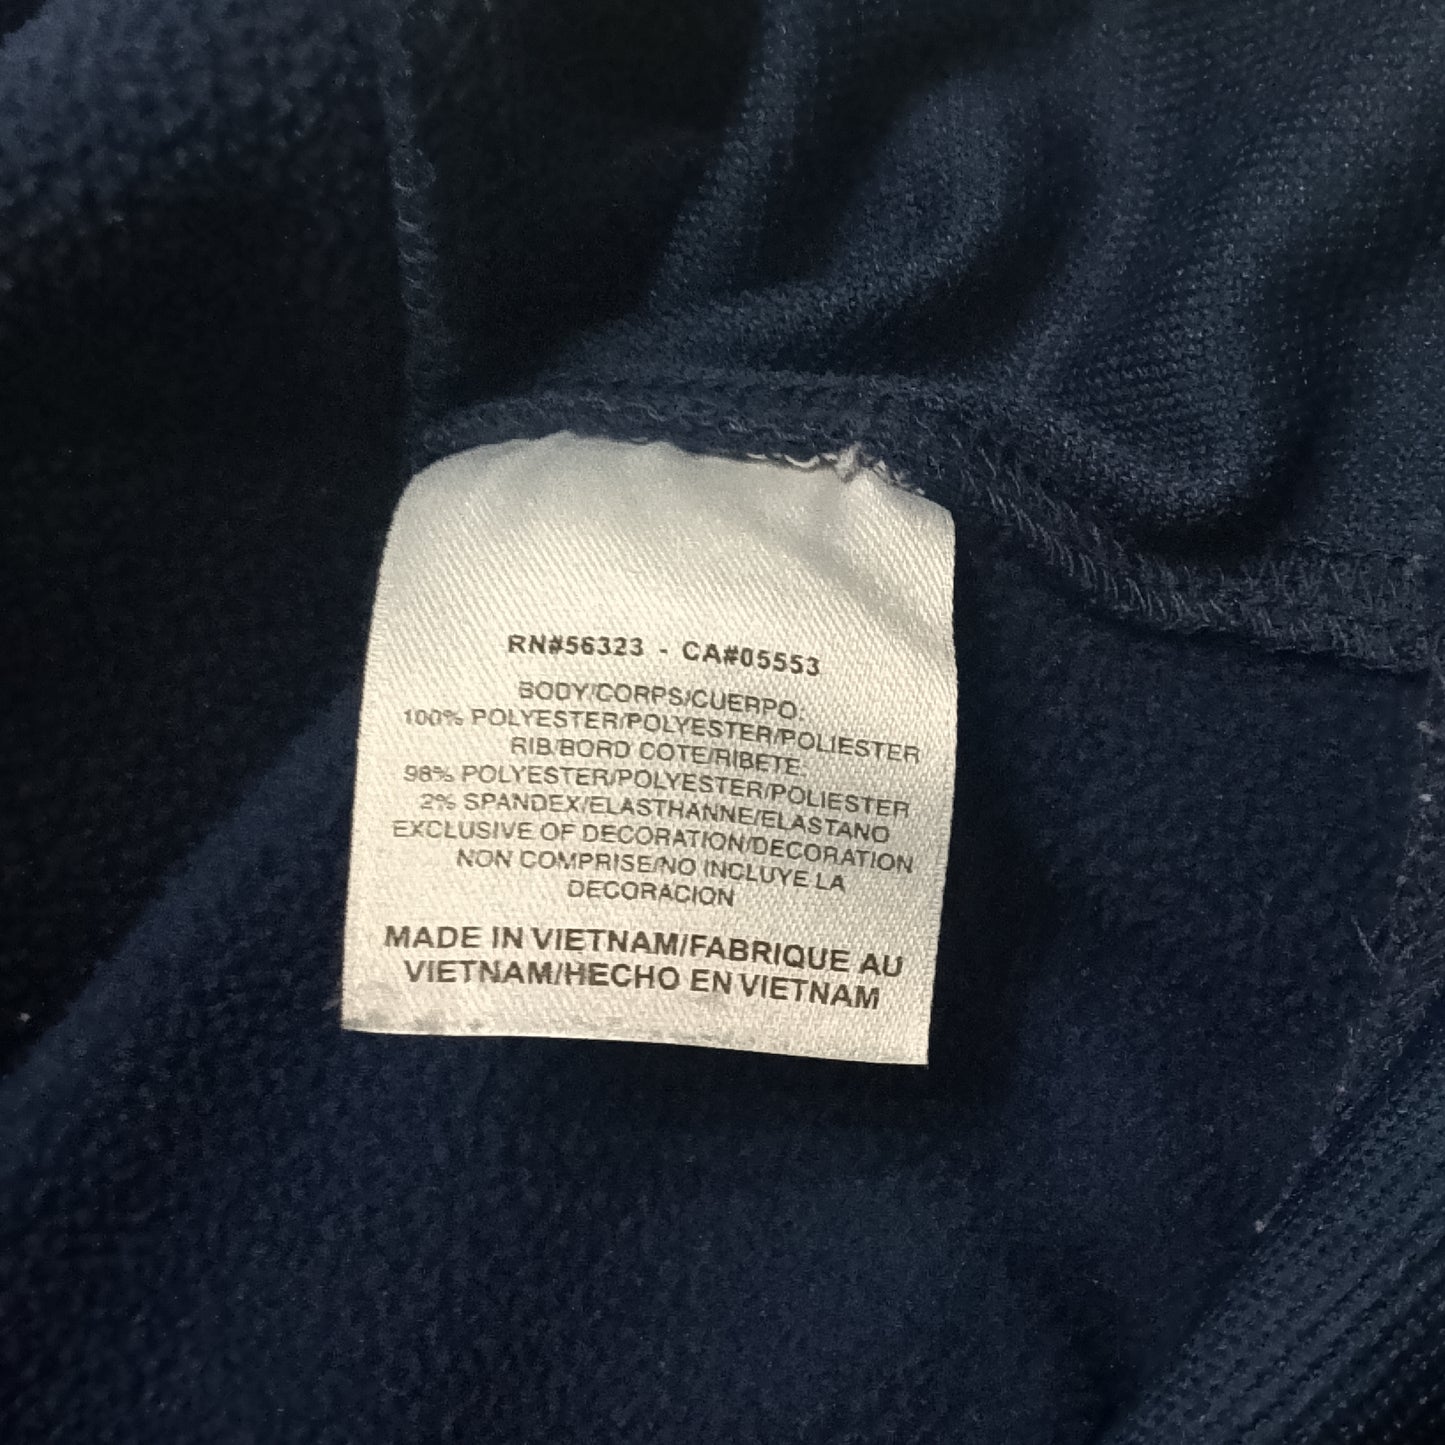 RN#56323 - CA#05553
BODY/CORPS/CUERPO:
100% POLYESTER/POLYESTER/POLIESTER
RIB/BORD COTE/RIBETE:
98% POLYESTER/POLYESTER/POLIESTER
2% SPANDEX/ELASTHANNE/ELASTANO
EXCLUSIVE OF DECORATION/DECORATION
NON COMPRISE/NO INCLUYE LA
DECORACION
MADE IN VIETNAM/FABRIQUE AU
VIETNAM/HECHO EN VIETNAM